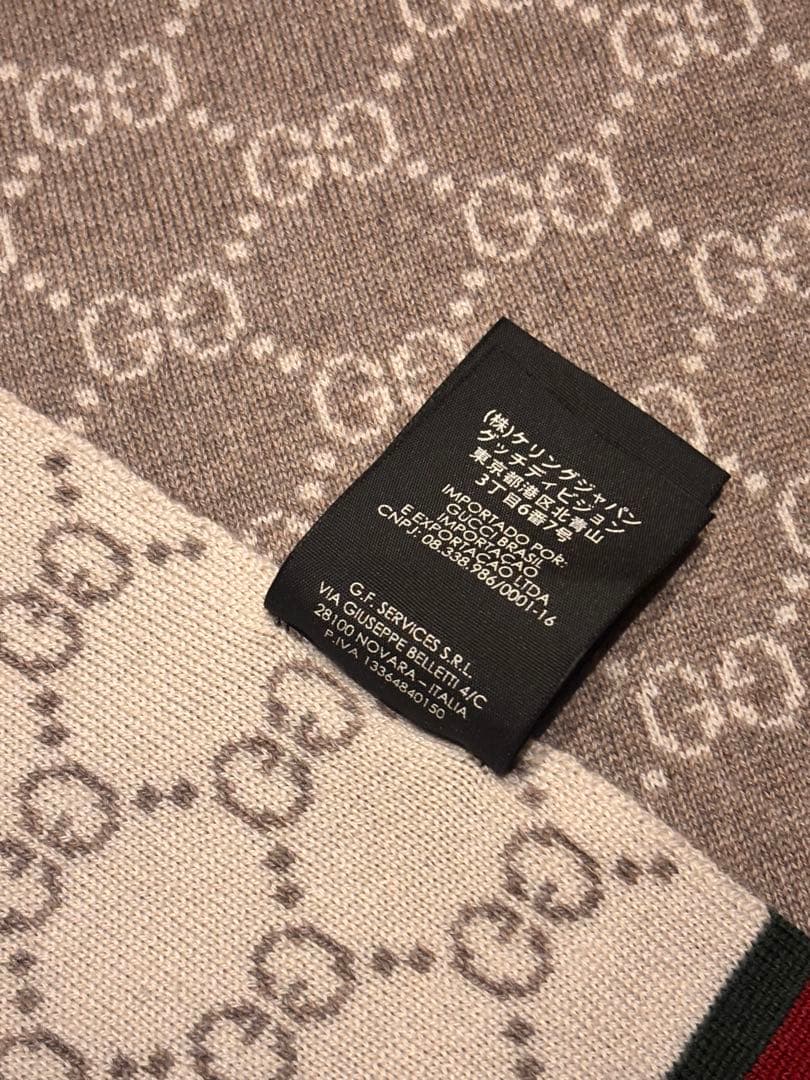 (株)ケリングジャパン
グッチディビジョン
東京都港区北青山
3丁目6番7号
IMPORTADO POR:
GUCCI BRASIL
IMPORTACAO
E EXPORTACAO LTDA
CNPJ: 08.338.986/0001-16
G.F. SERVICES S.R.L.
VIA GIUSEPPE BELLETTI 4/C
28100 NOVARA – ITALIA
P.IVA 13364840150